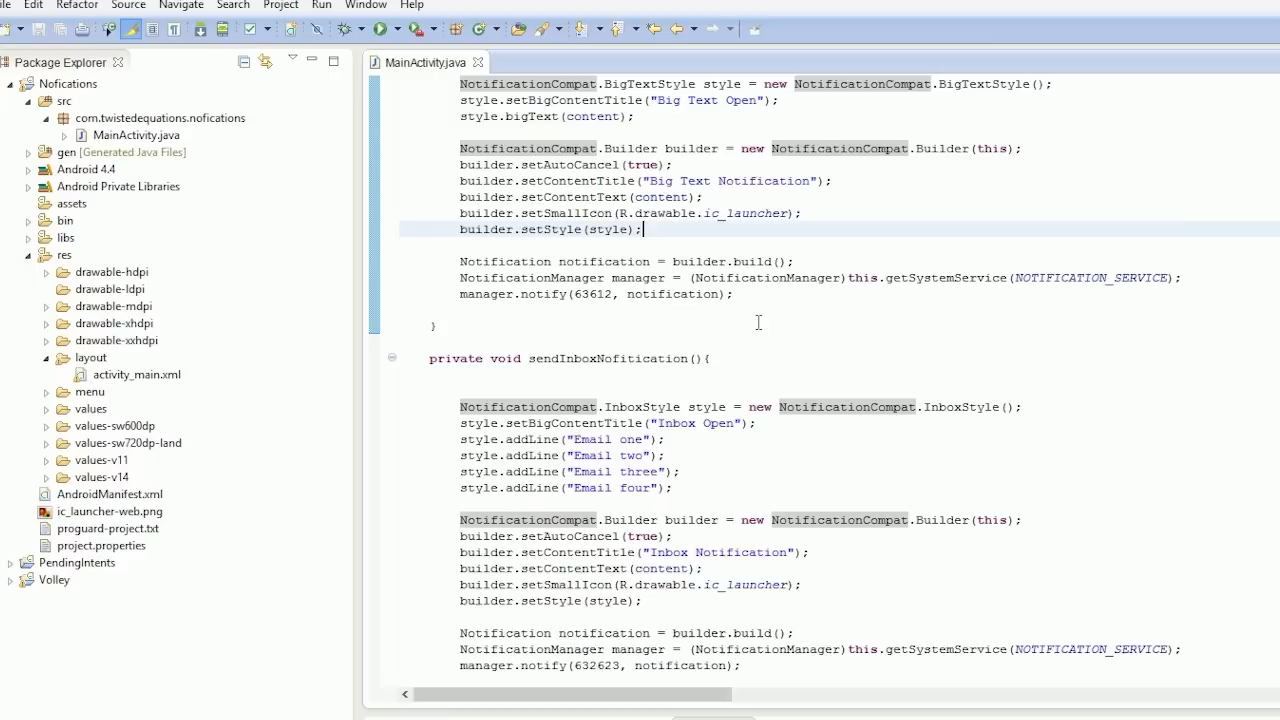 Edit Refactor Source Navigate Search Project Run Window Help
Package Explorer
Nofications
src
com.twistedequations.nofications
MainActivity.java
gen [Generated Java Files]
Android 4.4
Android Private Libraries
assets
bin
libs
res
drawable-hdpi
drawable-ldpi
drawable-mdpi
drawable-xhdpi
drawable-xxhdpi
layout
activity_main.xml
menu
values
values-sw600dp
values-sw720dp-land
values-v11
values-v14
AndroidManifest.xml
ic_launcher-web.png
proguard-project.txt
project.properties
PendingIntents
Volley
MainActivity.java
NotificationCompat.BigTextStyle style = new NotificationCompat.BigTextStyle();
style.setBigContentTitle("Big Text Open");
style.bigText(content);
NotificationCompat.Builder builder = new NotificationCompat.Builder(this);
builder.setAutoCancel(true);
builder.setContentTitle("Big Text Notification");
builder.setContentText(content);
builder.setSmallIcon(R.drawable.ic_launcher);
builder.setStyle(style);
Notification notification = builder.build();
NotificationManager manager = (NotificationManager)this.getSystemService(NOTIFICATION_SERVICE);
manager.notify(63612, notification);
}
private void sendInboxNofitication(){
NotificationCompat.InboxStyle style = new NotificationCompat.InboxStyle();
style.setBigContentTitle("Inbox Open");
style.addLine("Email one");
style.addLine("Email two");
style.addLine("Email three");
style.addLine("Email four");
NotificationCompat.Builder builder = new NotificationCompat.Builder(this);
builder.setAutoCancel(true);
builder.setContentTitle("Inbox Notification");
builder.setContentText(content);
builder.setSmallIcon(R.drawable.ic_launcher);
builder.setStyle(style);
Notification notification = builder.build();
NotificationManager manager = (NotificationManager)this.getSystemService(NOTIFICATION_SERVICE);
manager.notify(632623, notification);